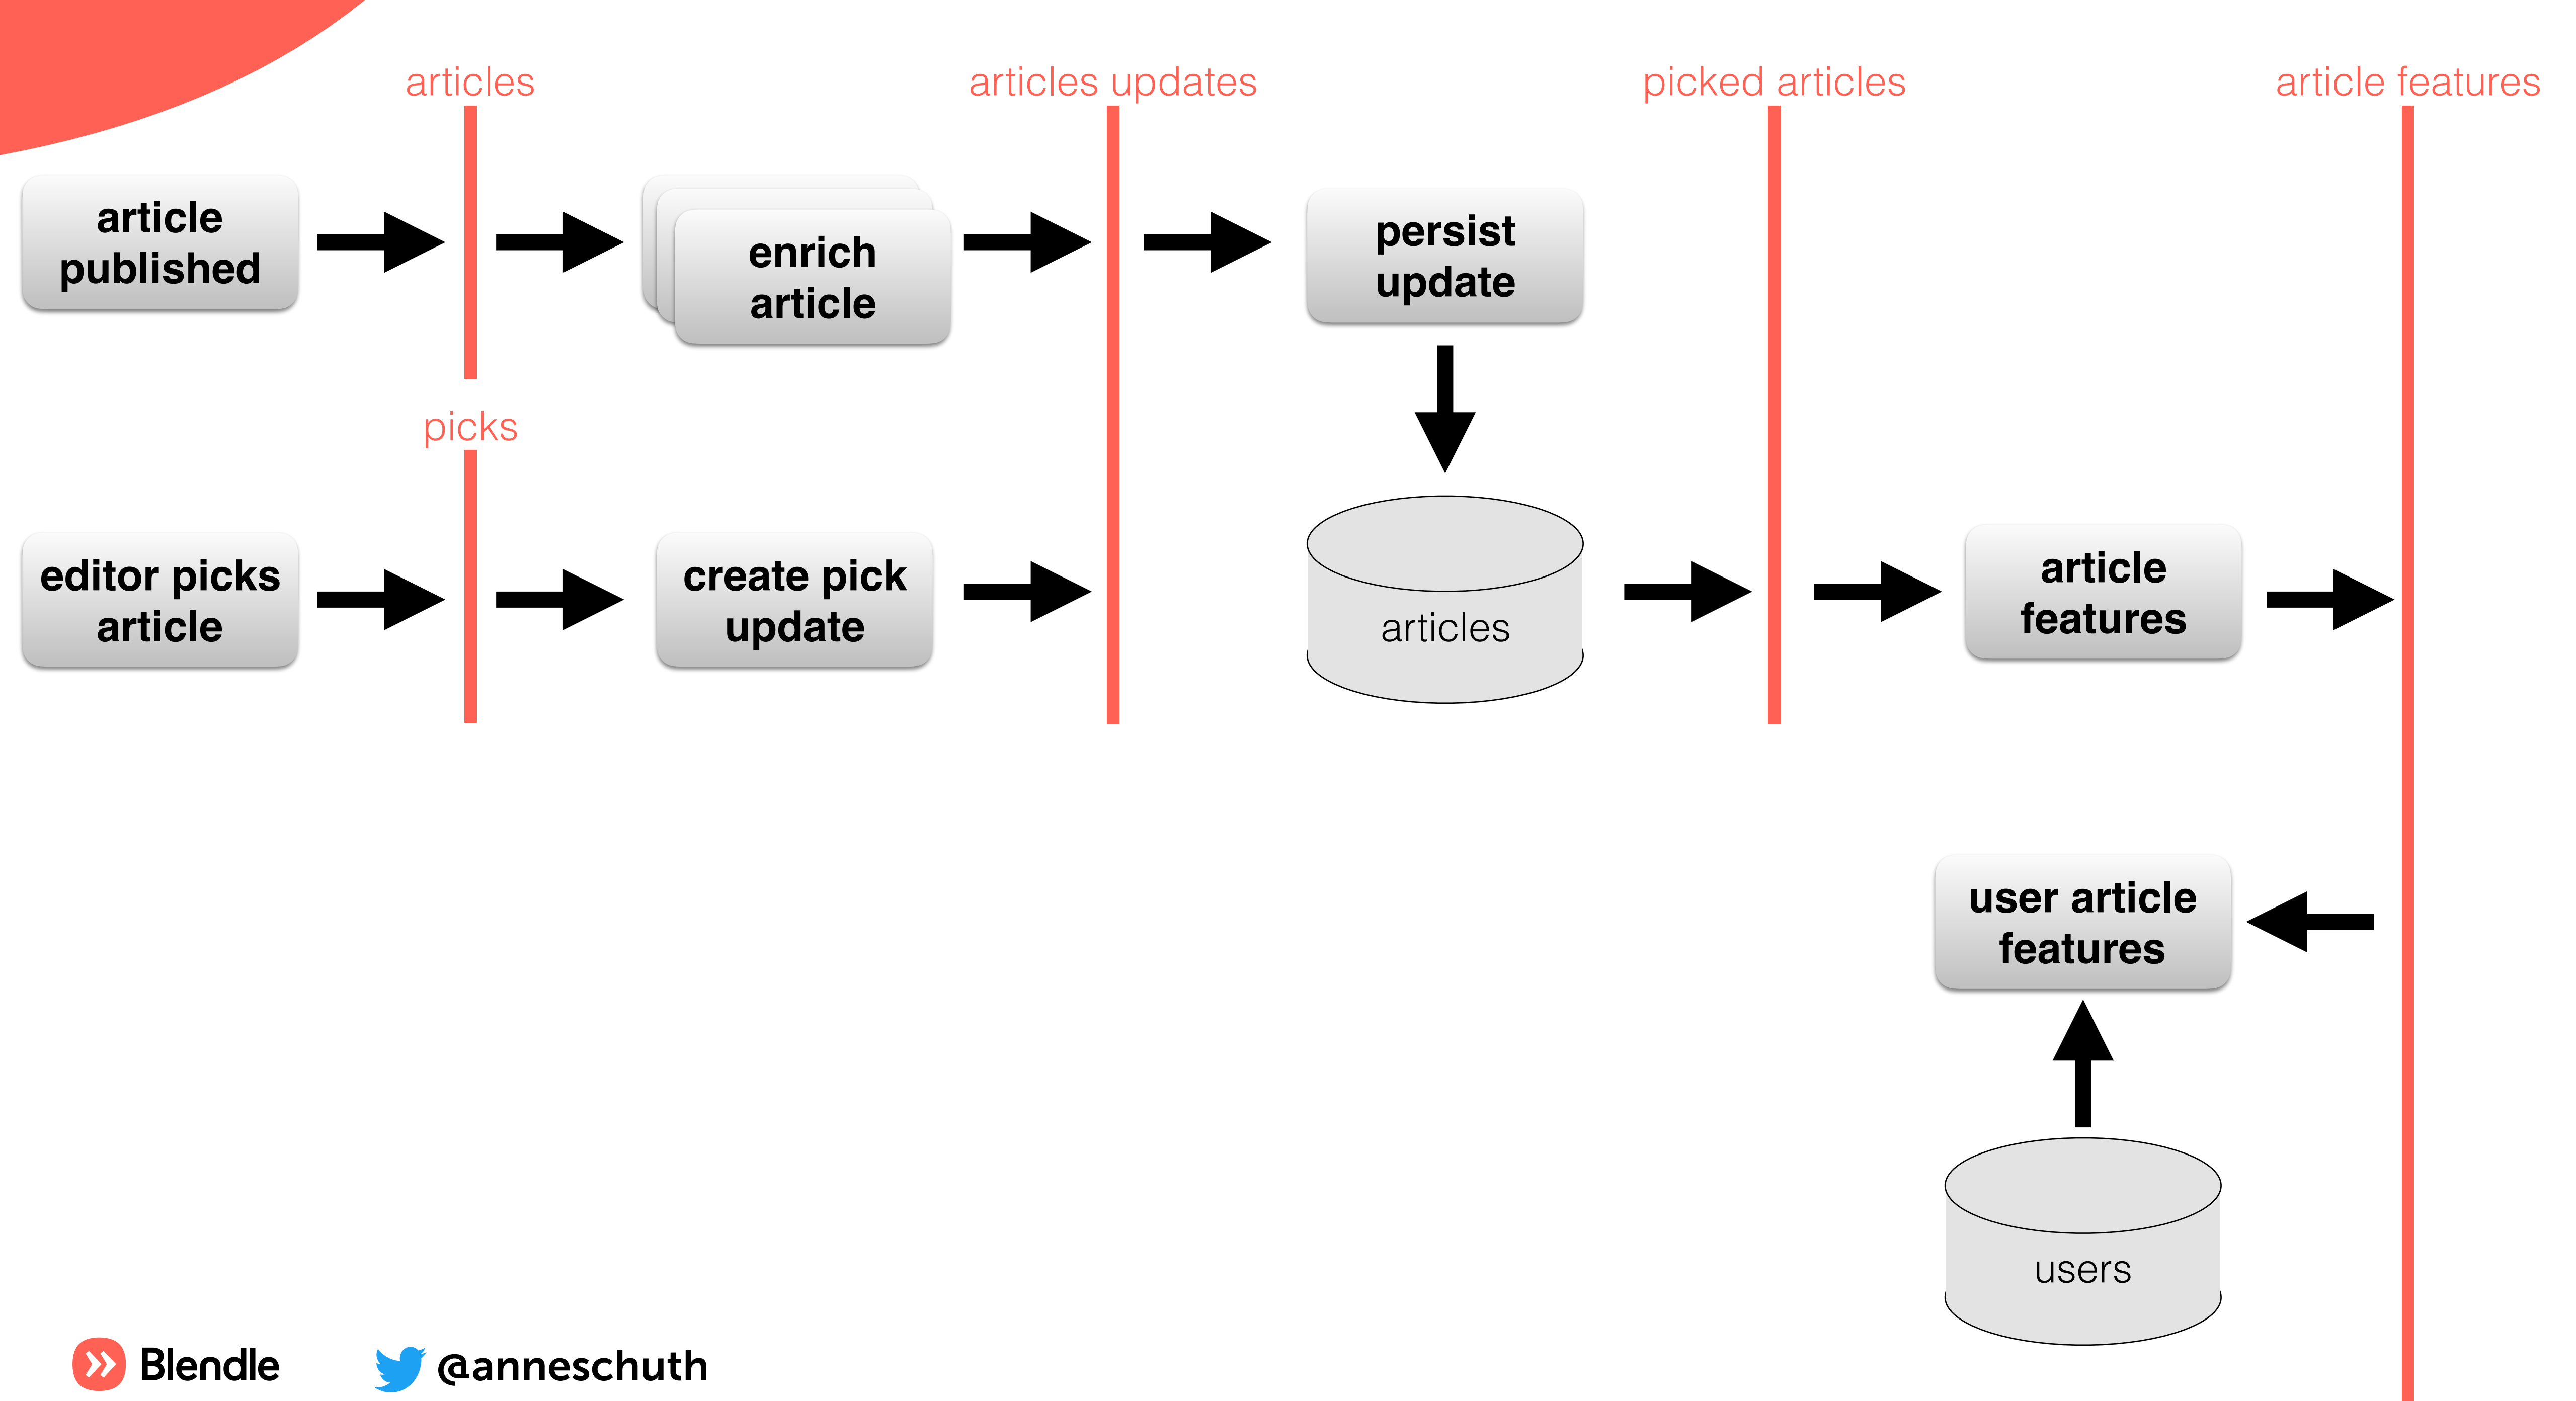 articles
articles updates
picked articles
article features
article
published
enrich
article
persist
update
picks
editor picks
article
create pick
update
articles
article
features
user article
features
users
Blendle
@anneschuth